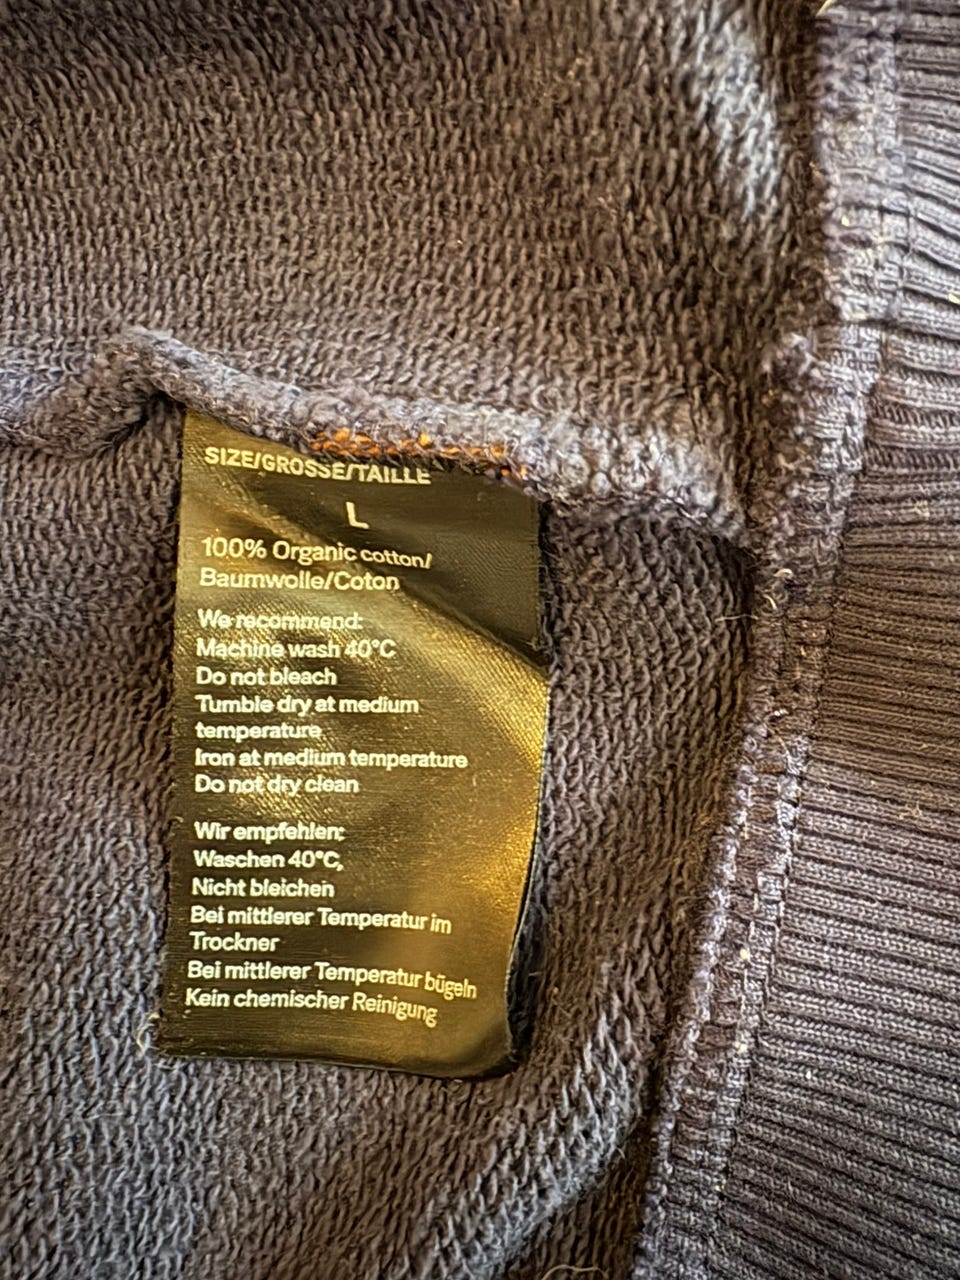 SIZE/GROSSE/TAILLE
L
100% Organic cotton/
Baumwolle/Coton
We recommend:
Machine wash 40°C
Do not bleach
Tumble dry at medium
temperature
Iron at medium temperature
Do not dry clean
Wir empfehlen:
Waschen 40°C,
Nicht bleichen
Bei mittlerer Temperatur im
Trockner
Bei mittlerer Temperatur bügeln
Kein chemischer Reinigung